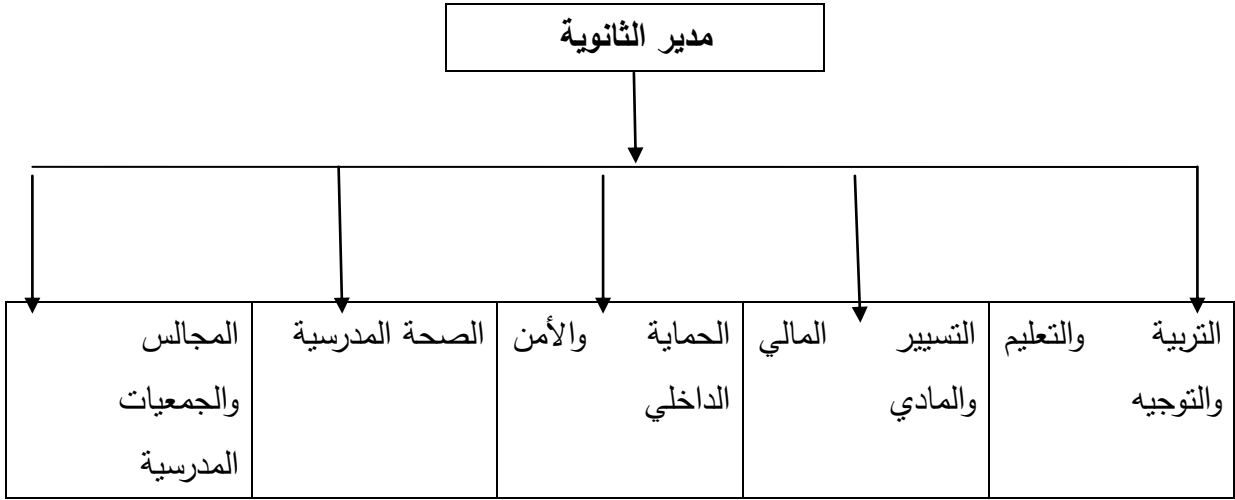 مدير الثانوية
التربية والتعليم
والتوجيه
التسيير المالي
والمادي
الحماية والأمن
الداخلي
الصحة المدرسية
المجالس
والجمعيات
المدرسية